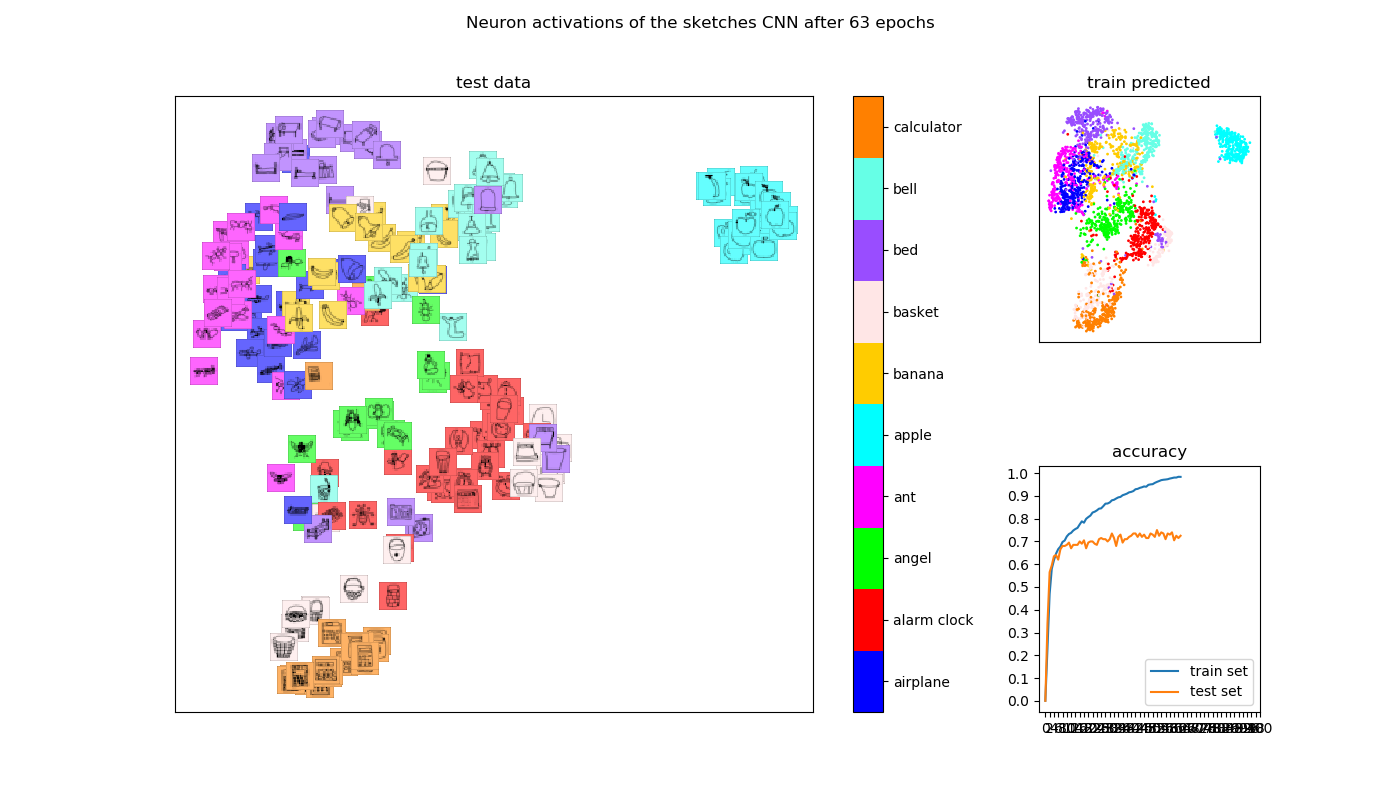 Neuron activations of the sketches CNN after 63 epochs
test data
calculator
bell
bed
basket
banana
apple
ant
angel
alarm clock
airplane
train predicted
accuracy
1.0
0.9
0.8
0.7
0.6
0.5
0.4
0.3
0.2
0.1
0.0
train set
test set